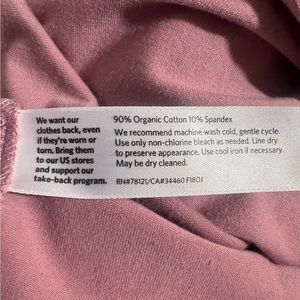 We want our
clothes back, even
if they're worn or
torn. Bring them
to our US stores
and support our
take-back program.
90% Organic Cotton 10% Spandex
We recommend machine wash cold, gentle cycle.
Use only non-chlorine bleach as needed. Line dry
to preserve appearance. Use cool iron if necessary.
May be dry cleaned.
RN#78121/CA#34460 F18OJ